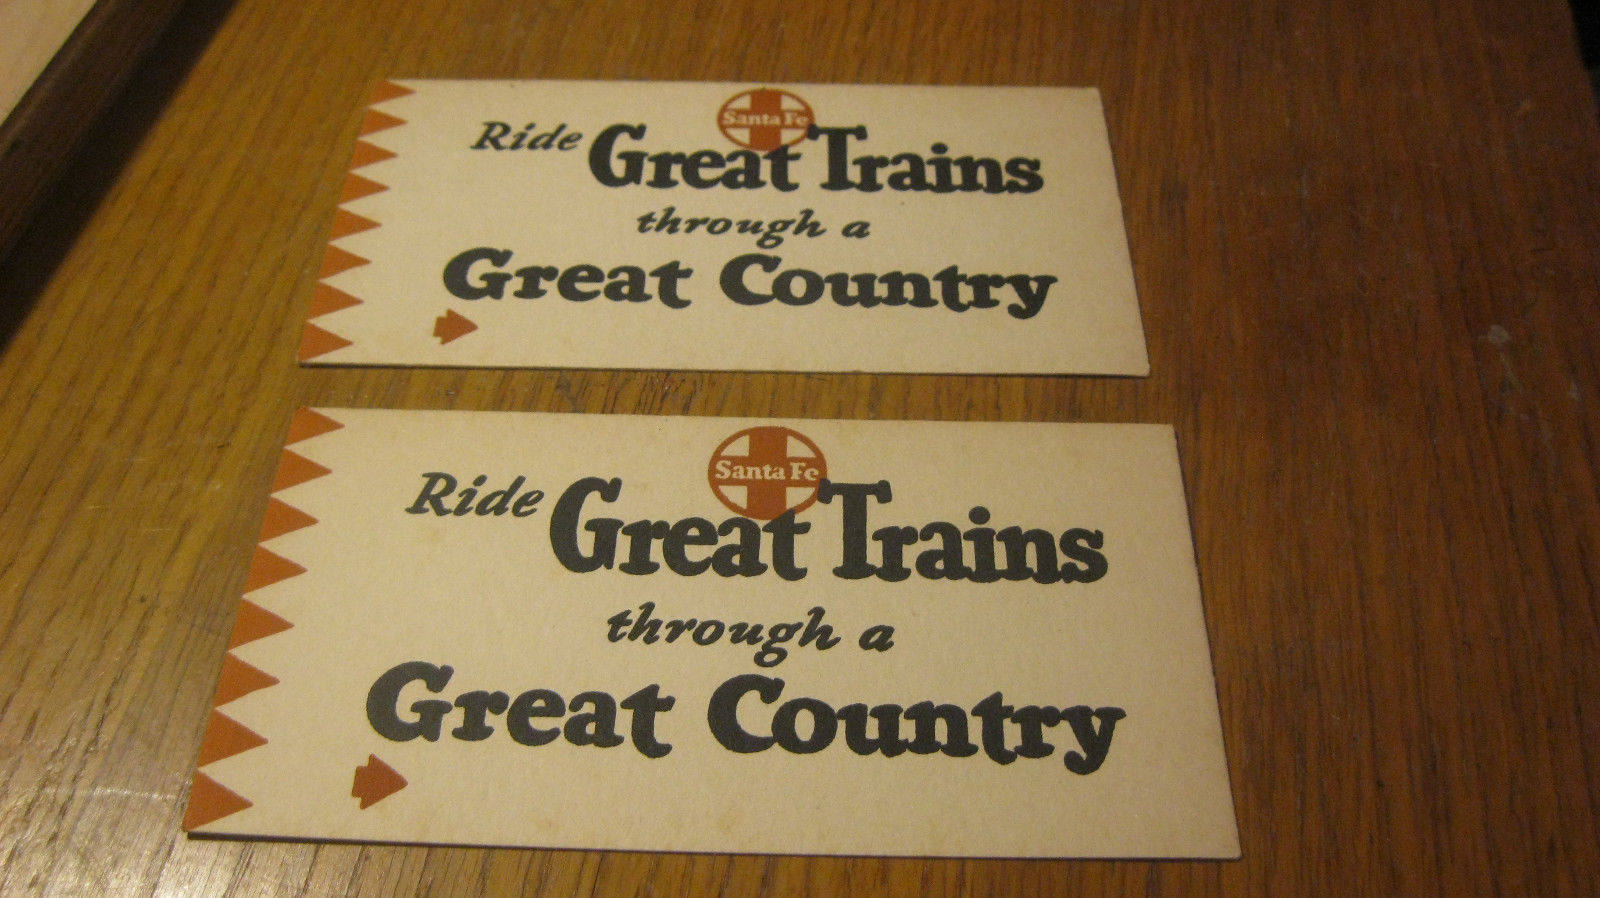 Santa Fe
Ride Great Trains
through a
Great Country
Santa Fe
Ride Great Trains
through a
Great Country